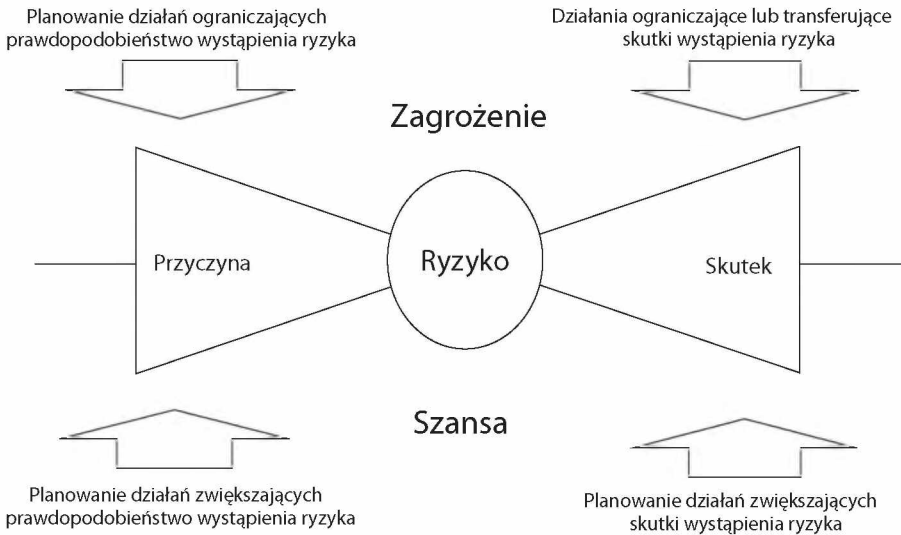 Planowanie działań ograniczających
prawdopodobieństwo wystąpienia ryzyka
Działania ograniczające lub transferujące
skutki wystąpienia ryzyka
Zagrożenie
Przyczyna
Ryzyko
Skutek
Szansa
Planowanie działań zwiększających
prawdopodobieństwo wystąpienia ryzyka
Planowanie działań zwiększających
skutki wystąpienia ryzyka